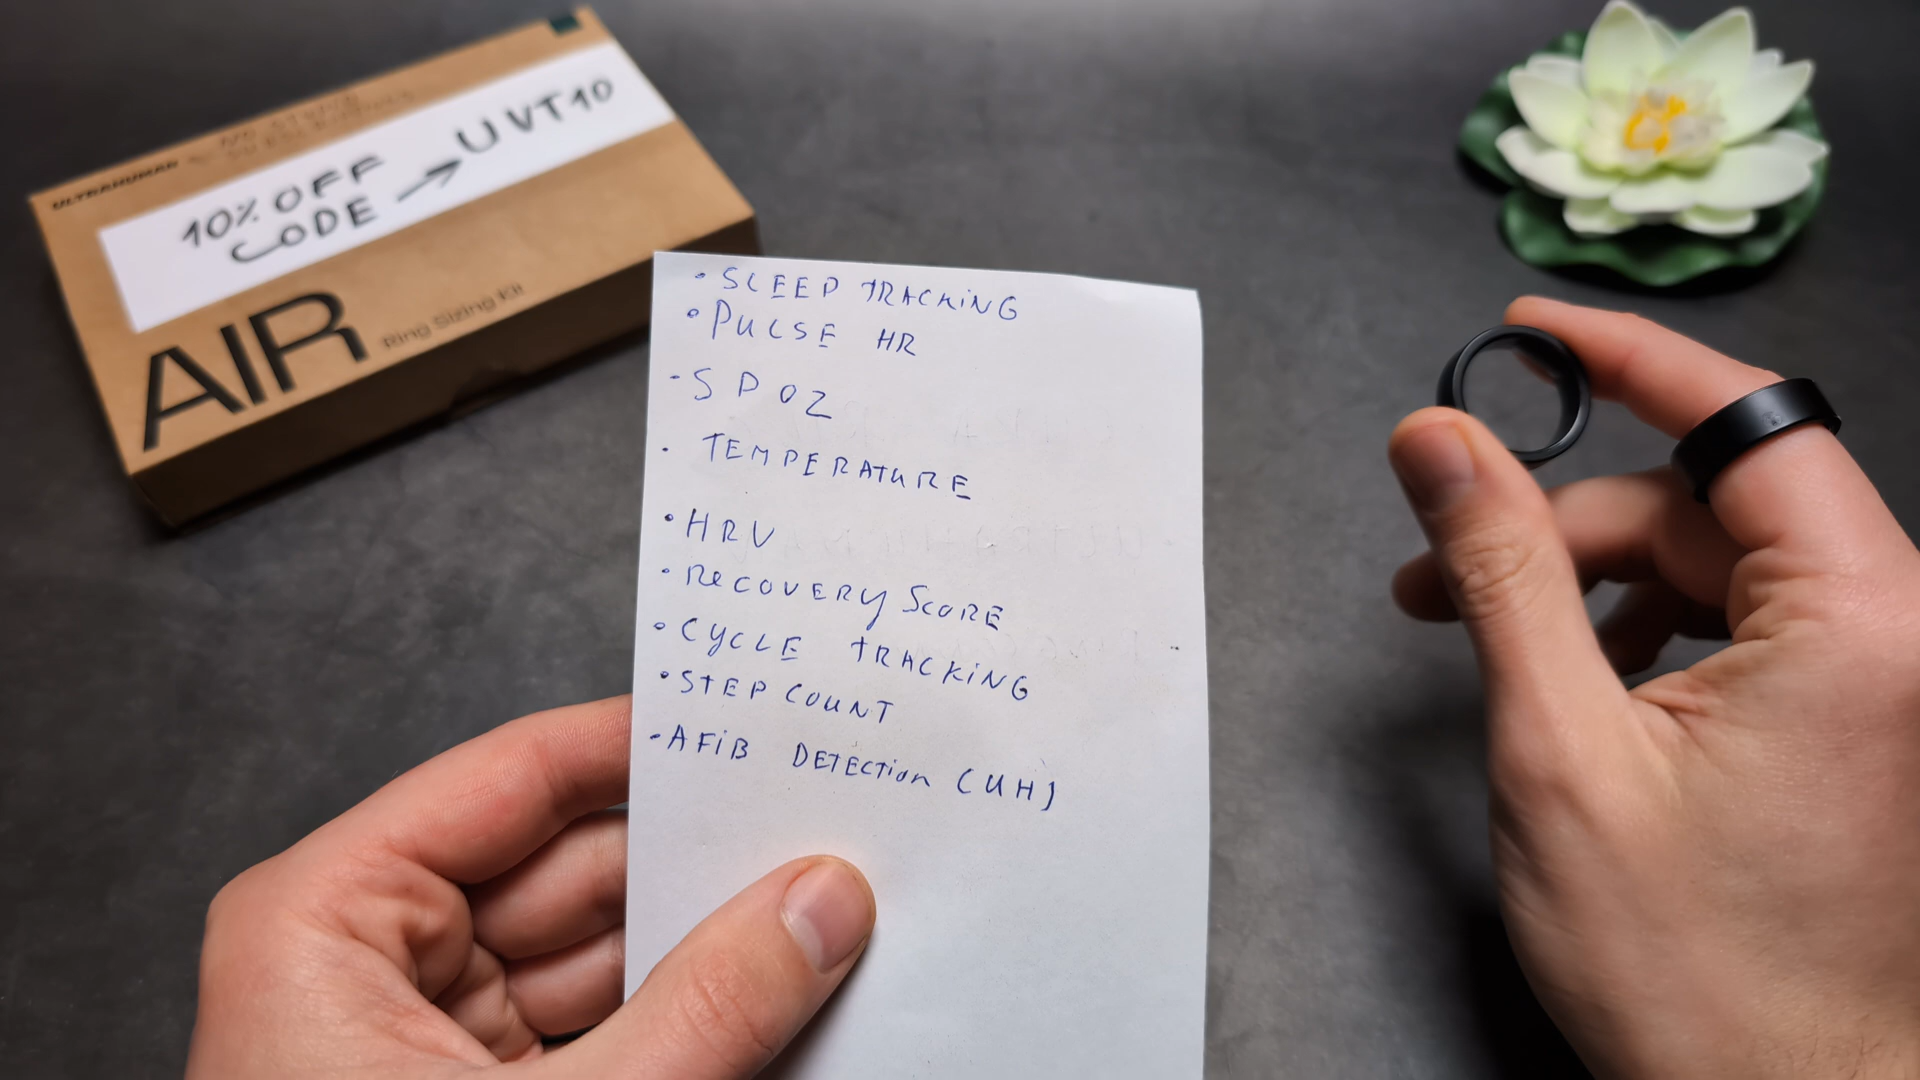 ULTRAHUMAN
10% OFF
CODE → UVT10
AIR
Ring Sizing Kit
• SLEEP TRACKING
• PULSE HR
- SPO2
• TEMPERATURE
• HRV
• RECOVERY SCORE
• CYCLE TRACKING
• STEP COUNT
- AFiB DETECTION (UH)